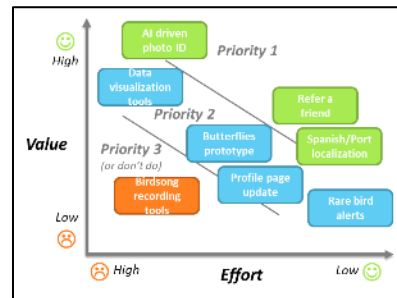 AI driven
photo ID
Priority 1
High
Data
visualization
tools
Refer a
friend
Priority 2
Value
Butterflies
prototype
Spanish/Port
localization
Priority 3
(or don't do)
Birdsong
recording
tools
Profile page
update
Rare bird
alerts
Low
High
Effort
Low